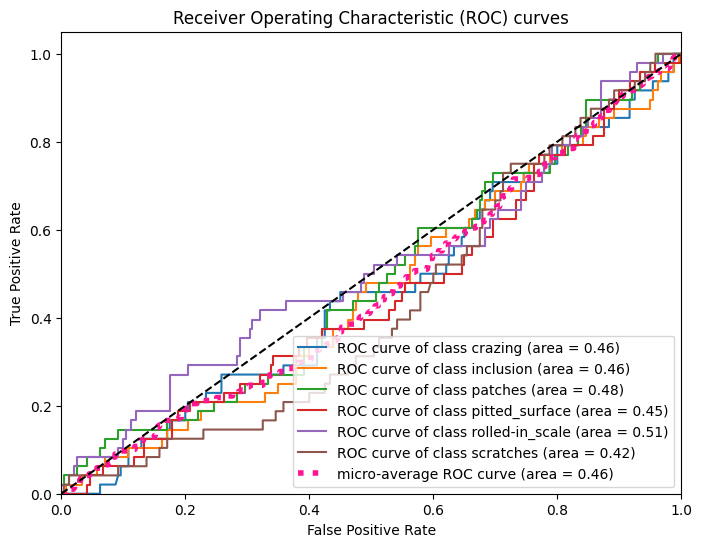 Receiver Operating Characteristic (ROC) curves
True Positive Rate
1.0
0.8
0.6
0.4
0.2
0.0
ROC curve of class crazing (area = 0.46)
ROC curve of class inclusion (area = 0.46)
ROC curve of class patches (area = 0.48)
ROC curve of class pitted_surface (area = 0.45)
ROC curve of class rolled-in_scale (area = 0.51)
ROC curve of class scratches (area = 0.42)
micro-average ROC curve (area = 0.46)
0.0 0.2 0.4 0.6 0.8 1.0
False Positive Rate